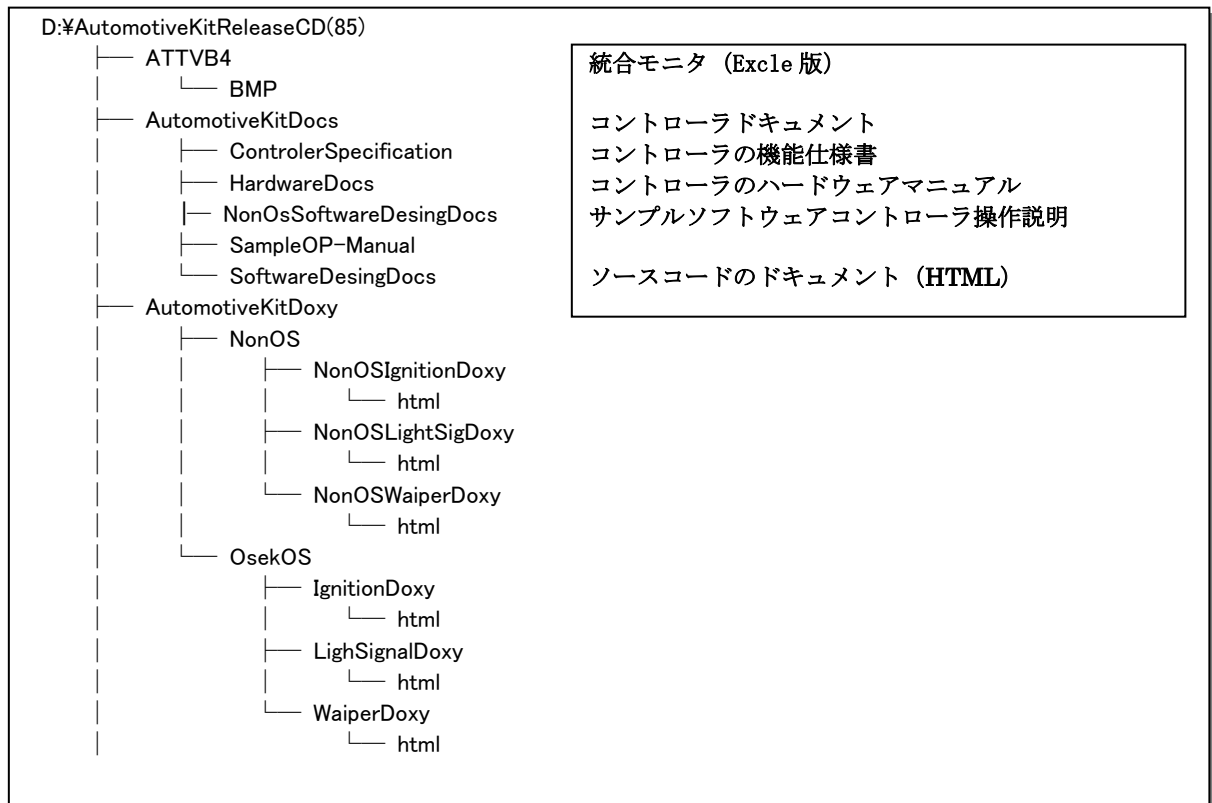 D:¥AutomotiveKitReleaseCD(85)
├── ATTVB4
│   └── BMP
├── AutomotiveKitDocs
│   ├── ControlerSpecification
│   ├── HardwareDocs
│   ├── NonOsSoftwareDesingDocs
│   ├── SampleOP-Manual
│   └── SoftwareDesingDocs
├── AutomotiveKitDoxy
│   ├── NonOS
│   │   ├── NonOSIgnitionDoxy
│   │   │   └── html
│   │   ├── NonOSLightSigDoxy
│   │   │   └── html
│   │   └── NonOSWaiperDoxy
│   │       └── html
│   └── OsekOS
│       ├── IgnitionDoxy
│       │   └── html
│       ├── LighSignalDoxy
│       │   └── html
│       └── WaiperDoxy
│           └── html
統合モニタ (Excle 版)
コントローラドキュメント
コントローラの機能仕様書
コントローラのハードウェアマニュアル
サンプルソフトウェアコントローラ操作説明
ソースコードのドキュメント (HTML)